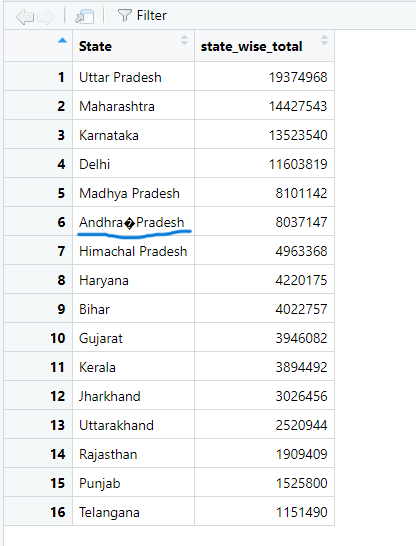 Filter
State state_wise_total
1 Uttar Pradesh 19374968
2 Maharashtra 14427543
3 Karnataka 13523540
4 Delhi 11603819
5 Madhya Pradesh 8101142
6 Andhra�Pradesh 8037147
7 Himachal Pradesh 4963368
8 Haryana 4220175
9 Bihar 4022757
10 Gujarat 3946082
11 Kerala 3894492
12 Jharkhand 3026456
13 Uttarakhand 2520944
14 Rajasthan 1909409
15 Punjab 1525800
16 Telangana 1151490